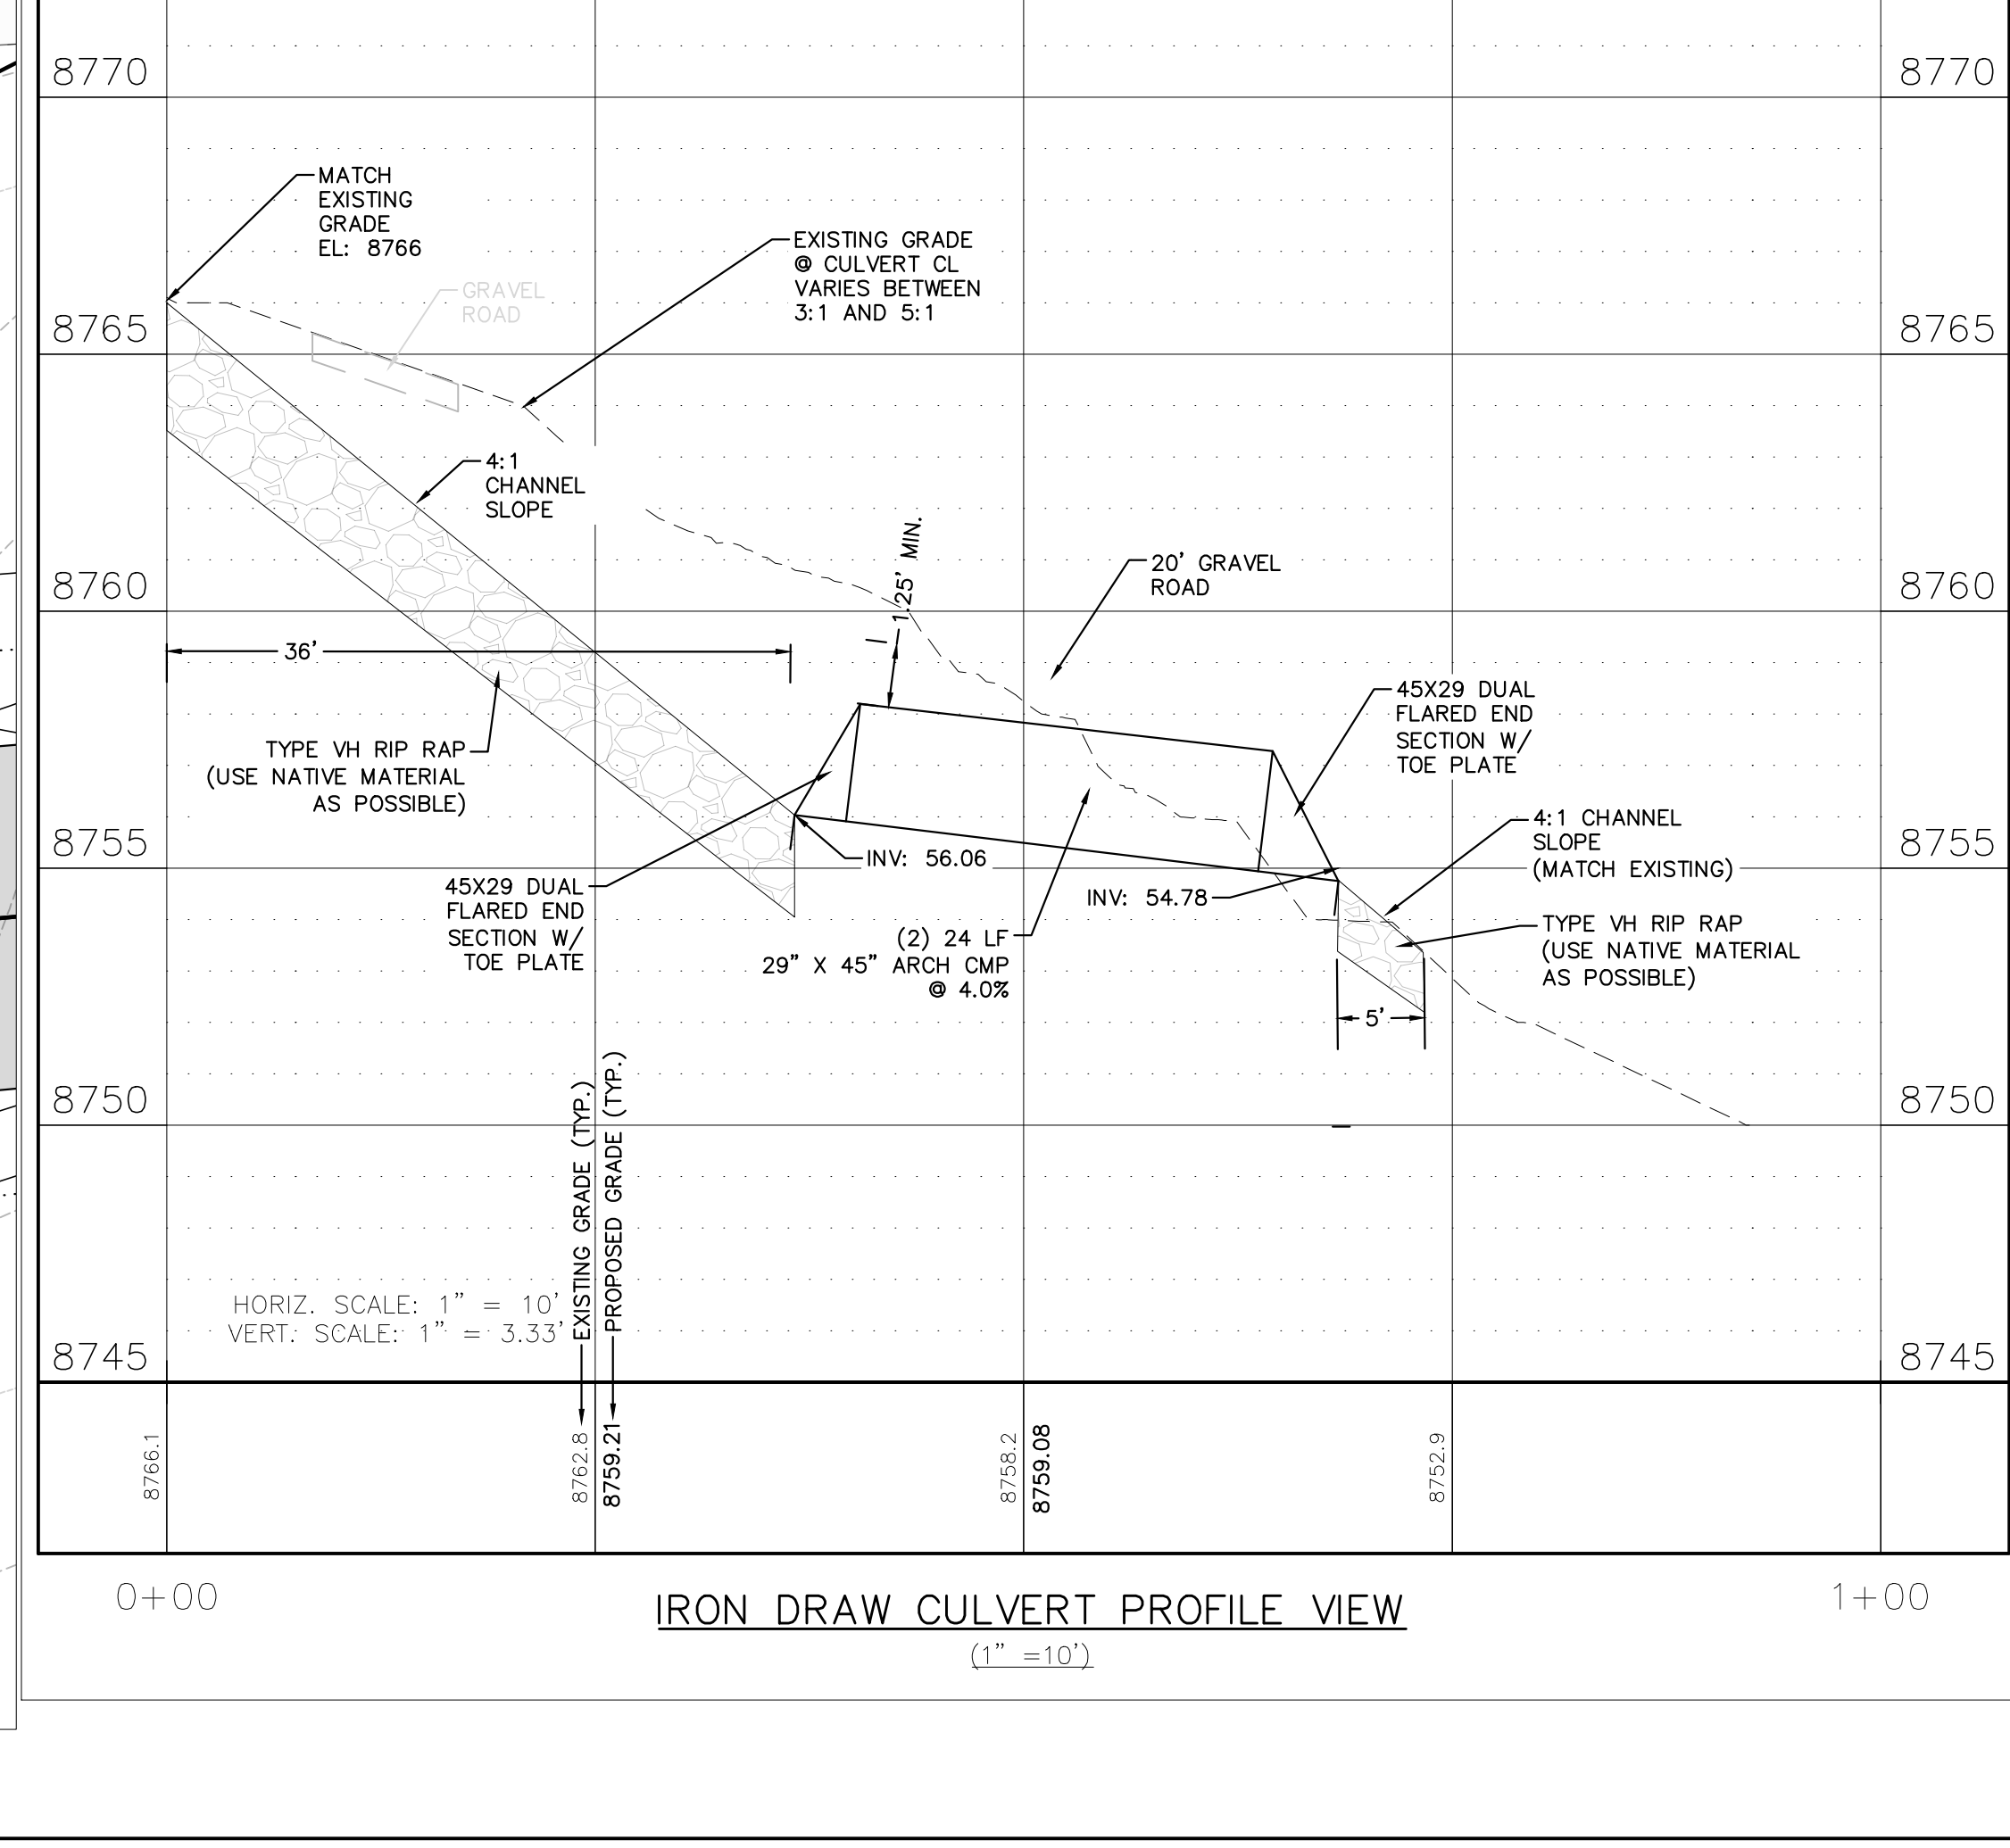 8770
8770
MATCH
EXISTING
GRADE
EL: 8766
EXISTING GRADE
@ CULVERT CL
VARIES BETWEEN
3:1 AND 5:1
GRAVEL
ROAD
8765
8765
4:1
CHANNEL
SLOPE
1.25' MIN.
20' GRAVEL
ROAD
8760
8760
36'
45X29 DUAL
FLARED END
SECTION W/
TOE PLATE
TYPE VH RIP RAP
(USE NATIVE MATERIAL
AS POSSIBLE)
4:1 CHANNEL
SLOPE
(MATCH EXISTING)
8755
8755
INV: 56.06
45X29 DUAL
FLARED END
SECTION W/
TOE PLATE
INV: 54.78
(2) 24 LF
29" X 45" ARCH CMP
@ 4.0%
TYPE VH RIP RAP
(USE NATIVE MATERIAL
AS POSSIBLE)
5'
8750
8750
EXISTING GRADE (TYP.)
PROPOSED GRADE (TYP.)
HORIZ. SCALE: 1" = 10'
VERT. SCALE: 1" = 3.33'
8745
8745
8766.1
8762.8
8759.21
8758.2
8759.08
8752.9
0+00
1+00
IRON DRAW CULVERT PROFILE VIEW
(1" =10')